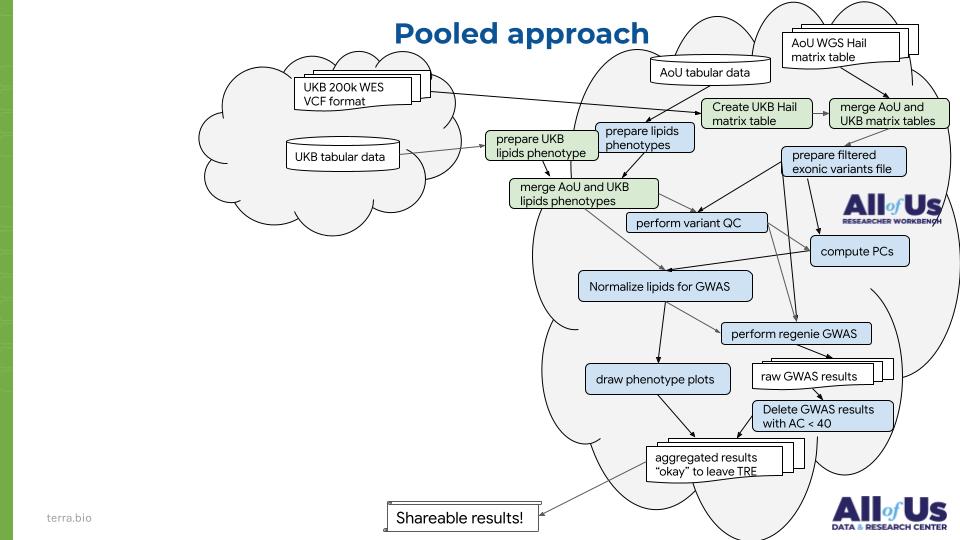 Pooled approach
UKB 200k WES
VCF format
UKB tabular data
AoU tabular data
AoU WGS Hail
matrix table
Create UKB Hail
matrix table
merge AoU and
UKB matrix tables
prepare UKB
lipids phenotype
prepare lipids
phenotypes
prepare filtered
exonic variants file
merge AoU and UKB
lipids phenotypes
perform variant QC
All of Us
RESEARCHER WORKBENCH
compute PCs
Normalize lipids for GWAS
perform regenie GWAS
draw phenotype plots
raw GWAS results
Delete GWAS results
with AC < 40
aggregated results
“okay” to leave TRE
Shareable results!
terra.bio
All of Us
DATA & RESEARCH CENTER